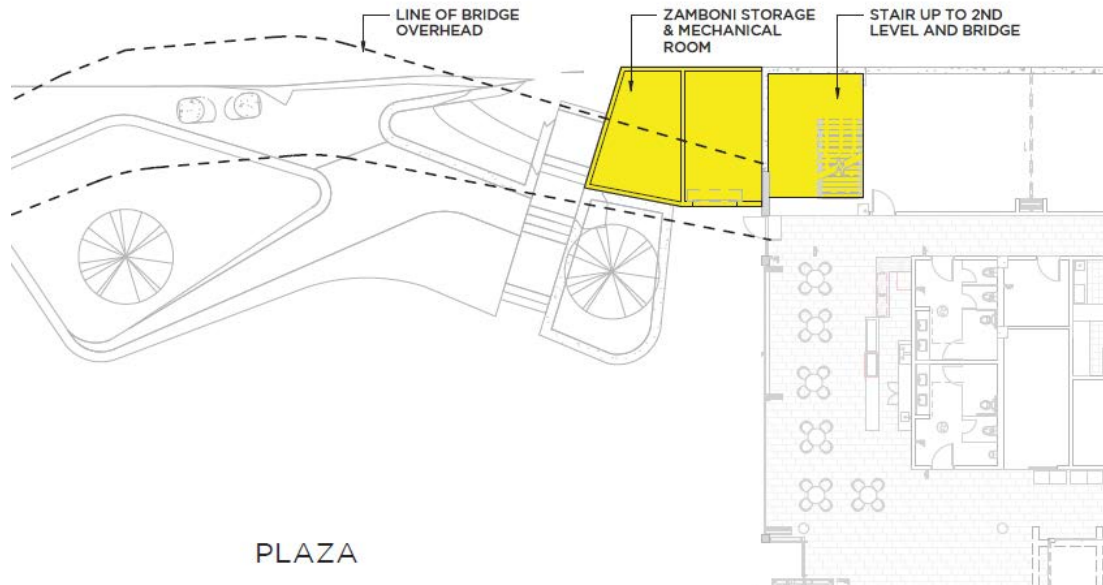 LINE OF BRIDGE
OVERHEAD
ZAMBONI STORAGE
& MECHANICAL
ROOM
STAIR UP TO 2ND
LEVEL AND BRIDGE
PLAZA